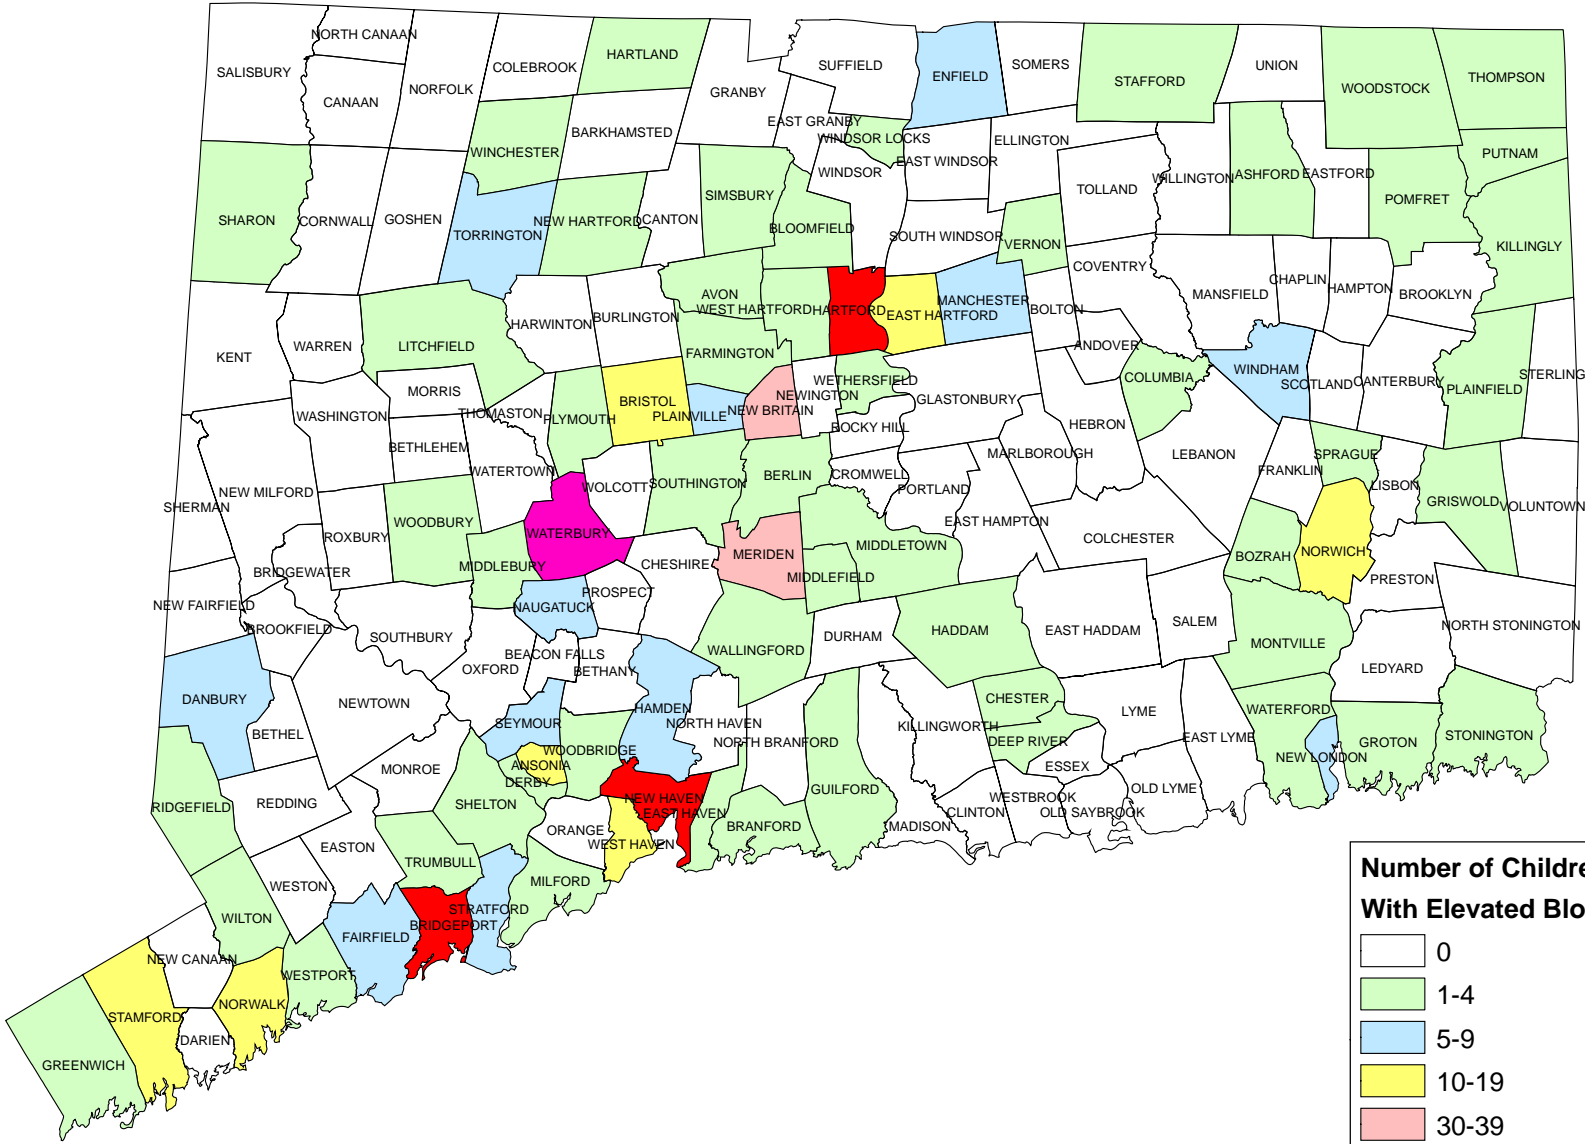 NORTH CANAAN
HARTLAND
SALISBURY
COLEBROOK
SUFFIELD
ENFIELD
SOMERS
UNION
STAFFORD
WOODSTOCK
THOMPSON
CANAAN
NORFOLK
GRANBY
EAST GRANBY
BARKHAMSTED
WINDSOR LOCKS
ELLINGTON
WINCHESTER
EAST WINDSOR
PUTNAM
WINDSOR
WILLINGTON
ASHFORD
EASTFORD
TOLLAND
SIMSBURY
POMFRET
SHARON
CORNWALL
GOSHEN
NEW HARTFORD
CANTON
BLOOMFIELD
TORRINGTON
SOUTH WINDSOR
VERNON
KILLINGLY
COVENTRY
CHAPLIN
HAMPTON
MANSFIELD
BROOKLYN
AVON
MANCHESTER
WEST HARTFORD
HARTFORD
EAST HARTFORD
BOLTON
BURLINGTON
HARWINTON
KENT
WARREN
LITCHFIELD
FARMINGTON
ANDOVER
WINDHAM
COLUMBIA
WETHERSFIELD
SCOTLAND
CANTERBURY
PLAINFIELD
STERLING
MORRIS
BRISTOL
NEWINGTON
GLASTONBURY
WASHINGTON
THOMASTON
PLYMOUTH
PLAINVILLE
NEW BRITAIN
ROCKY HILL
HEBRON
BETHLEHEM
MARLBOROUGH
LEBANON
SPRAGUE
FRANKLIN
WATERTOWN
CROMWELL
BERLIN
WOLCOTT
SOUTHINGTON
PORTLAND
LISBON
NEW MILFORD
SHERMAN
GRISWOLD
VOLUNTOWN
WOODBURY
EAST HAMPTON
ROXBURY
WATERBURY
COLCHESTER
MIDDLETOWN
MERIDEN
BOZRAH
NORWICH
CHESHIRE
MIDDLEBURY
BRIDGEWATER
MIDDLEFIELD
PRESTON
PROSPECT
NEW FAIRFIELD
NAUGATUCK
BROOKFIELD
SOUTHBURY
DURHAM
HADDAM
EAST HADDAM
SALEM
NORTH STONINGTON
MONTVILLE
WALLINGFORD
BEACON FALLS
OXFORD
BETHANY
LEDYARD
DANBURY
NEWTOWN
CHESTER
HAMDEN
LYME
WATERFORD
SEYMOUR
NORTH HAVEN
KILLINGWORTH
BETHEL
EAST LYME
STONINGTON
WOODBRIDGE
NORTH BRANFORD
DEEP RIVER
GROTON
ANSONIA
NEW LONDON
MONROE
ESSEX
DERBY
GUILFORD
OLD LYME
RIDGEFIELD
REDDING
SHELTON
NEW HAVEN
WESTBROOK
EAST HAVEN
CLINTON
OLD SAYBROOK
BRANFORD
MADISON
ORANGE
WEST HAVEN
EASTON
TRUMBULL
WESTON
MILFORD
WILTON
STRATFORD
BRIDGEPORT
FAIRFIELD
NEW CANAAN
WESTPORT
NORWALK
STAMFORD
DARIEN
GREENWICH
Number of Childre
With Elevated Blo
0
1-4
5-9
10-19
30-39